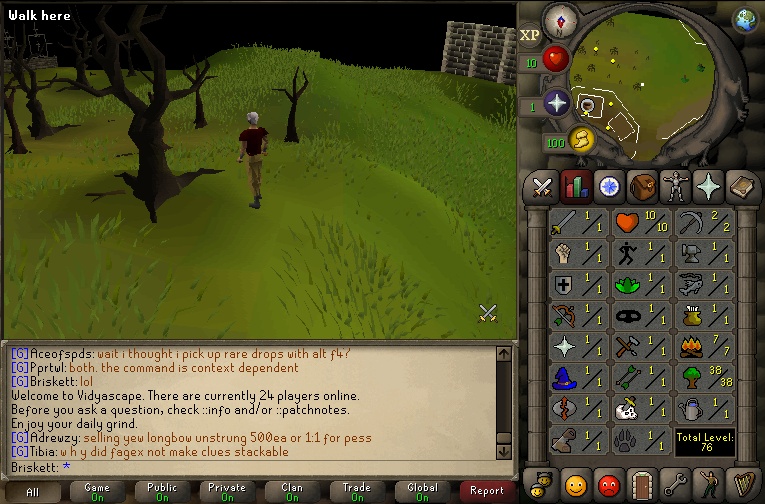 Walk here
XP
N
10
1
100
1/1 10/10 2/2
1/1 1/1 1/1
1/1 1/1 1/1
1/1 1/1 1/1
1/1 1/1 7/7
1/1 1/1 38/38
1/1 1/1 1/1
1/1 1/1 Total Level:
76
[G]Aceofspds: wait i thought i pick up rare drops with alt f4?
[G]Pprtwl: both. the command is context dependent
[G]Briskett: lol
Welcome to Vidyascape. There are currently 24 players online.
Before you ask a question, check ::info and/or ::patchnotes.
Enjoy your daily grind.
[G]Adrewzy: selling yew longbow unstrung 500ea or 1:1 for pess
[G]Tibia: w h y did fagex not make clues stackable
Briskett: *
All
Game
On
Public
On
Private
On
Clan
On
Trade
On
Global
On
Report